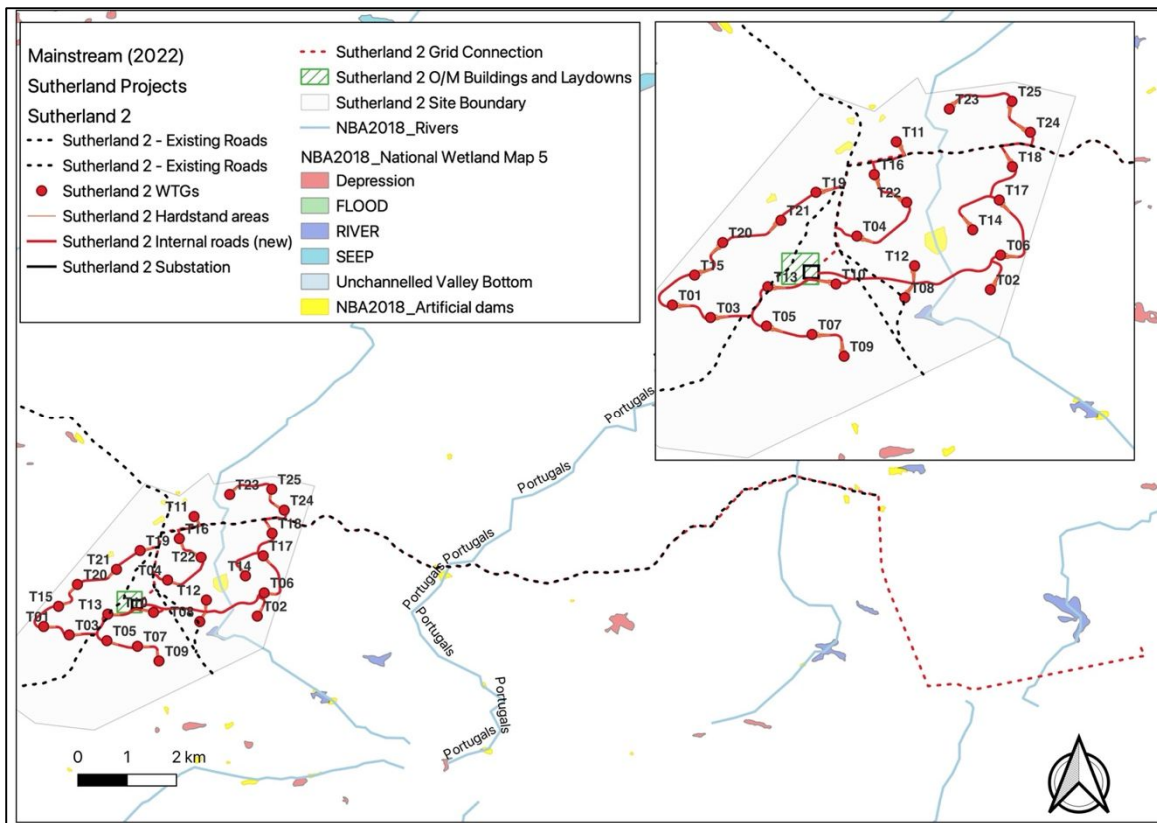 Mainstream (2022)
Sutherland Projects
Sutherland 2
Sutherland 2 - Existing Roads
Sutherland 2 - Existing Roads
Sutherland 2 WTGs
Sutherland 2 Hardstand areas
Sutherland 2 Internal roads (new)
Sutherland 2 Substation
Sutherland 2 Grid Connection
Sutherland 2 O/M Buildings and Laydowns
Sutherland 2 Site Boundary
NBA2018_Rivers
NBA2018_National Wetland Map 5
Depression
FLOOD
RIVER
SEEP
Unchannelled Valley Bottom
NBA2018_Artificial dams
T23
T25
T24
T11
T16
T18
T19
T22
T17
T21
T04
T14
T20
T12
T06
T15
T13
T10
T08
T02
T01
T03
T05
T07
T09
Portugals
Portugals
Portugals
Portugals
Portugals
Portugals
Portugals
T23
T25
T24
T11
T16
T18
T19
T22
T17
T21
T04
T14
T20
T12
T06
T15
T13
T10
T08
T02
T01
T03
T05
T07
T09
0 1 2 km